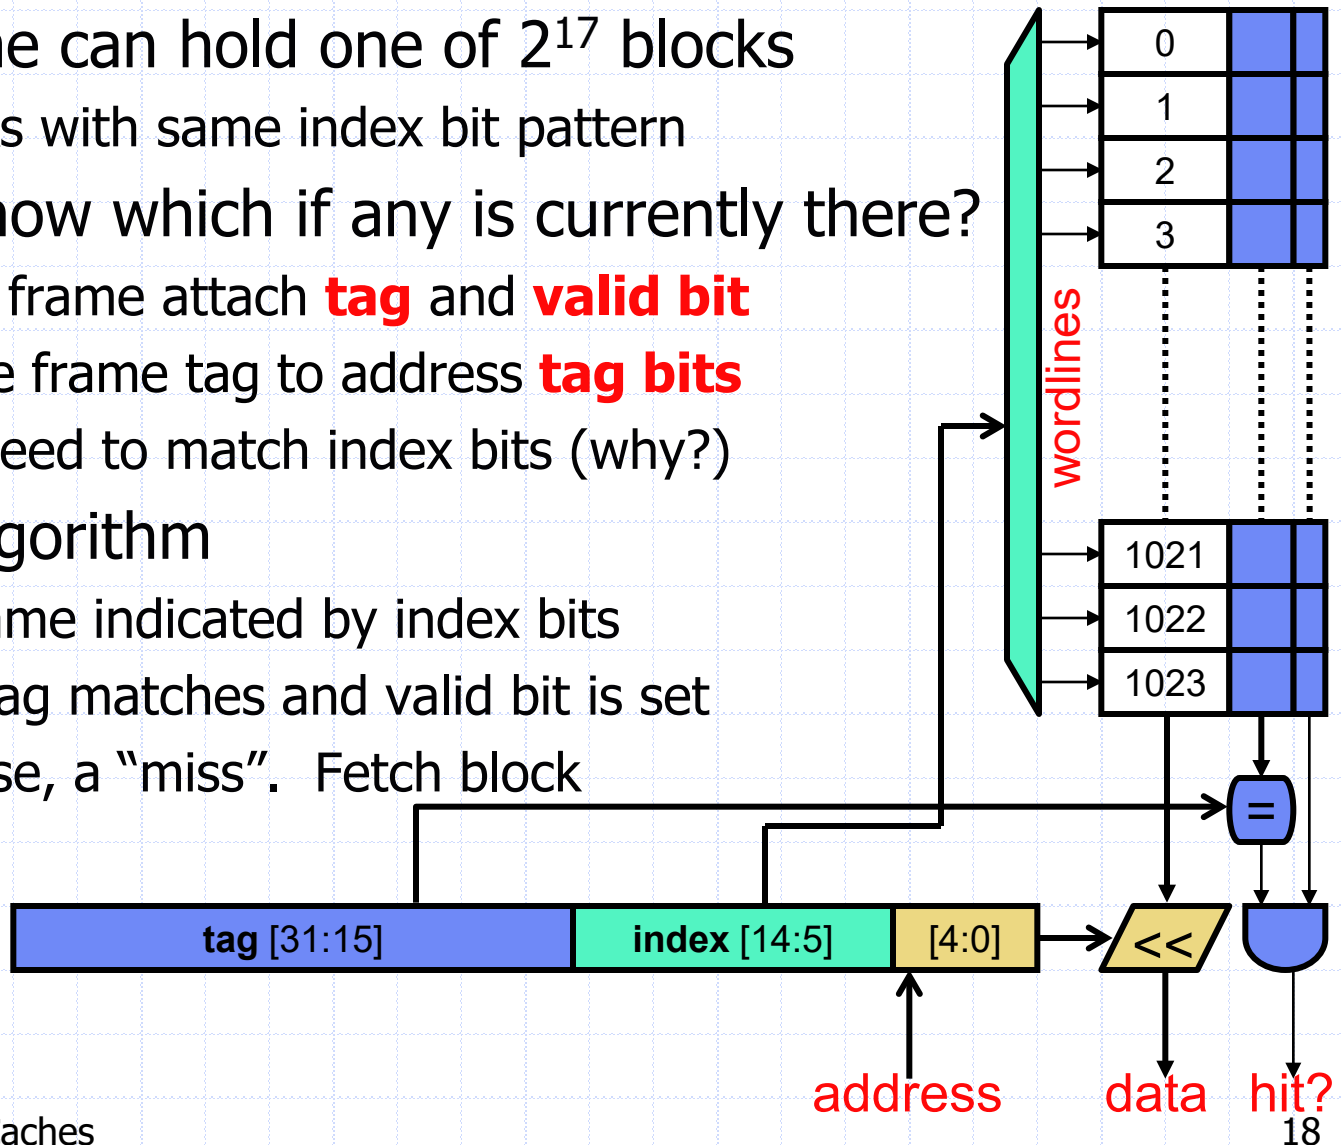 ne can hold one of 2¹⁷ blocks
s with same index bit pattern
now which if any is currently there?
frame attach tag and valid bit
e frame tag to address tag bits
eed to match index bits (why?)
gorithm
ame indicated by index bits
ag matches and valid bit is set
se, a “miss”. Fetch block
0
1
2
3
wordlines
1021
1022
1023
=
tag [31:15] index [14:5] [4:0] <<
address data hit?
aches 18